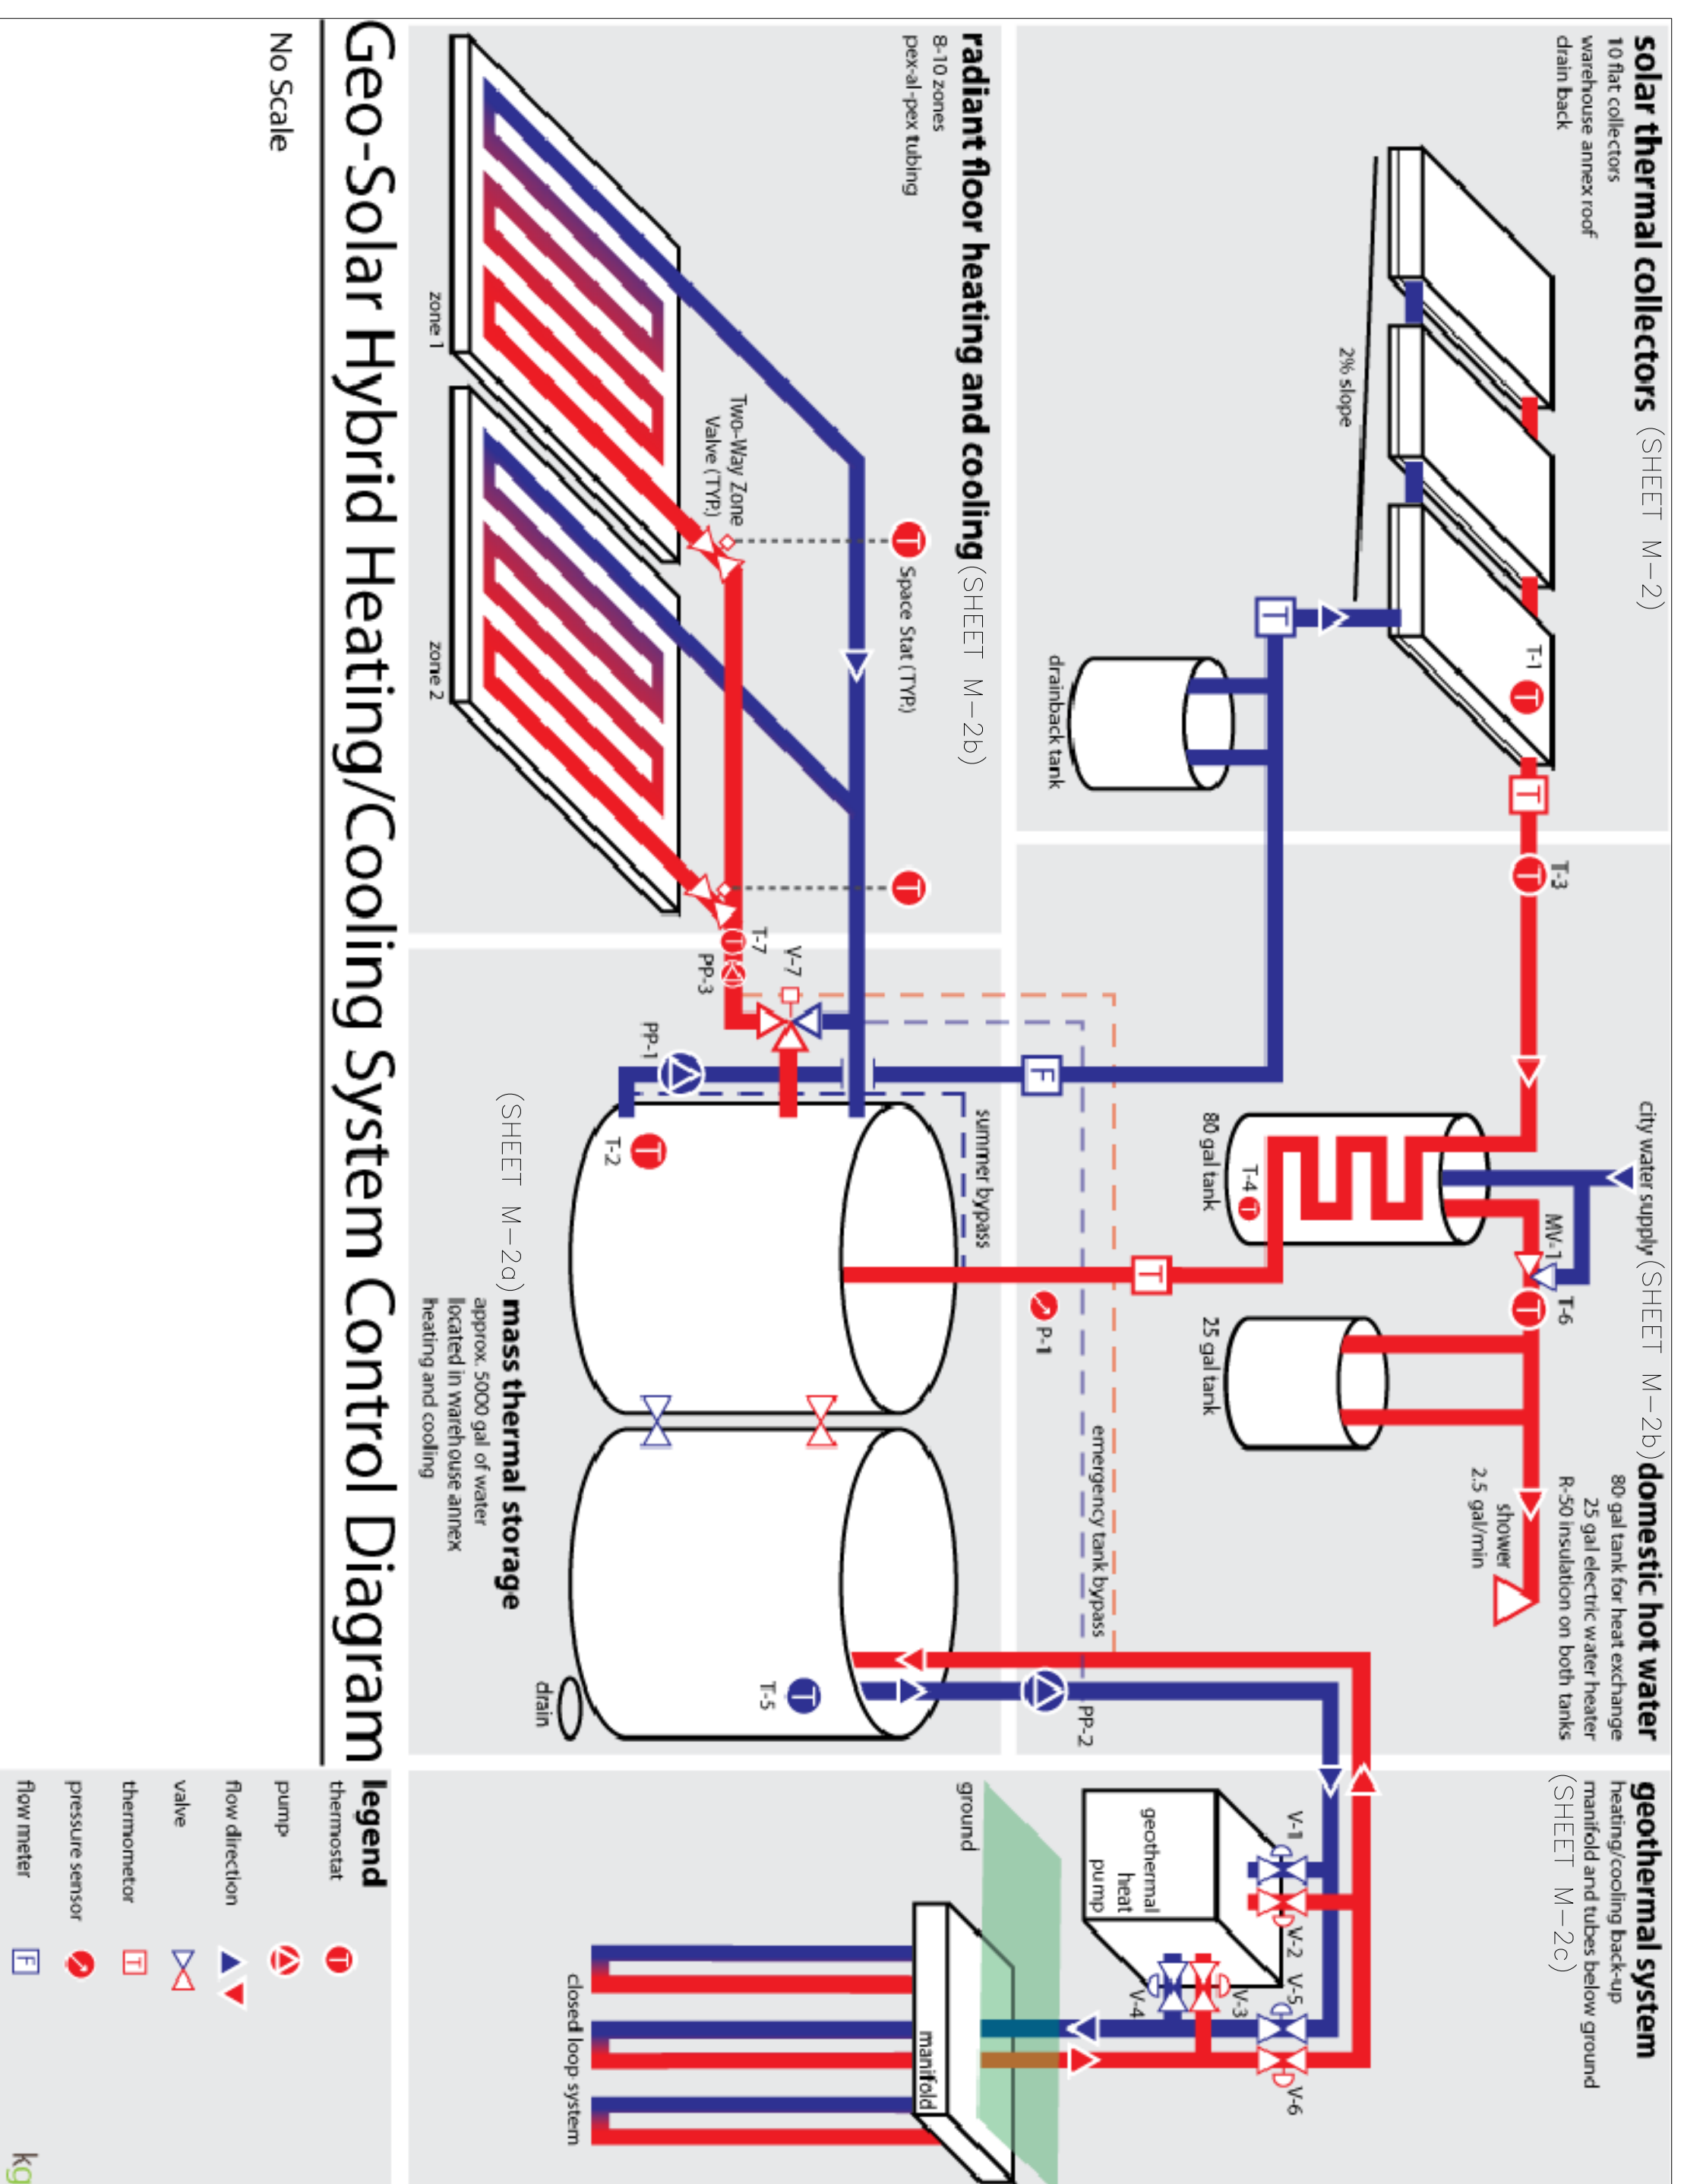 solar thermal collectors (SHEET M-2)
10 flat collectors
warehouse annex roof
drain back
T-1
T
T
2% slope
T
drainback tank
T-3
T
city water supply (SHEET M-2b) domestic hot water
80 gal tank for heat exchange
25 gal electric water heater
R-50 insulation on both tanks
MV-1
T-6
T
T-4
T
80 gal tank
25 gal tank
shower
2.5 gal/min
T
F
P-1
emergency tank bypass
PP-2
geothermal system
heating/cooling back-up
manifold and tubes below ground
(SHEET M-2c)
V-1
V-2
V-5
V-6
V-3
V-4
geothermal
heat
pump
ground
manifold
closed loop system
radiant floor heating and cooling (SHEET M-2b)
8-10 zones
pex-al-pex tubing
T
Space Stat (TYP.)
T
Two-Way Zone
Valve (TYP.)
zone 1
zone 2
T-7
T
V-7
PP-3
PP-1
summer bypass
T
T-2
T
T-5
drain
(SHEET M-2a) mass thermal storage
approx. 5000 gal of water
located in warehouse annex
heating and cooling
Geo-Solar Hybrid Heating/Cooling System Control Diagram
No Scale
legend
thermostat T
pump
flow direction
valve
thermometor T
pressure sensor
flow meter F
kg